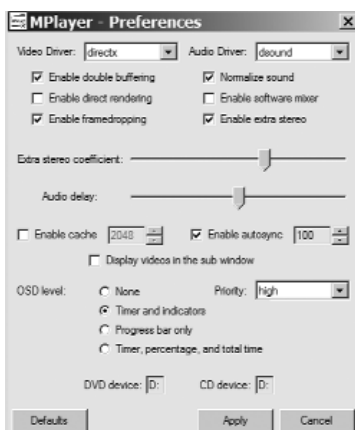 MPlayer - Preferences
Video Driver: directx Audio Driver: dsound
Enable double buffering Normalize sound
Enable direct rendering Enable software mixer
Enable framedropping Enable extra stereo
Extra stereo coefficient:
Audio delay:
Enable cache 2048 Enable autosync 100
Display videos in the sub window
OSD level: None Priority: high
Timer and indicators
Progress bar only
Timer, percentage, and total time
DVD device: D: CD device: D:
Defaults Apply Cancel